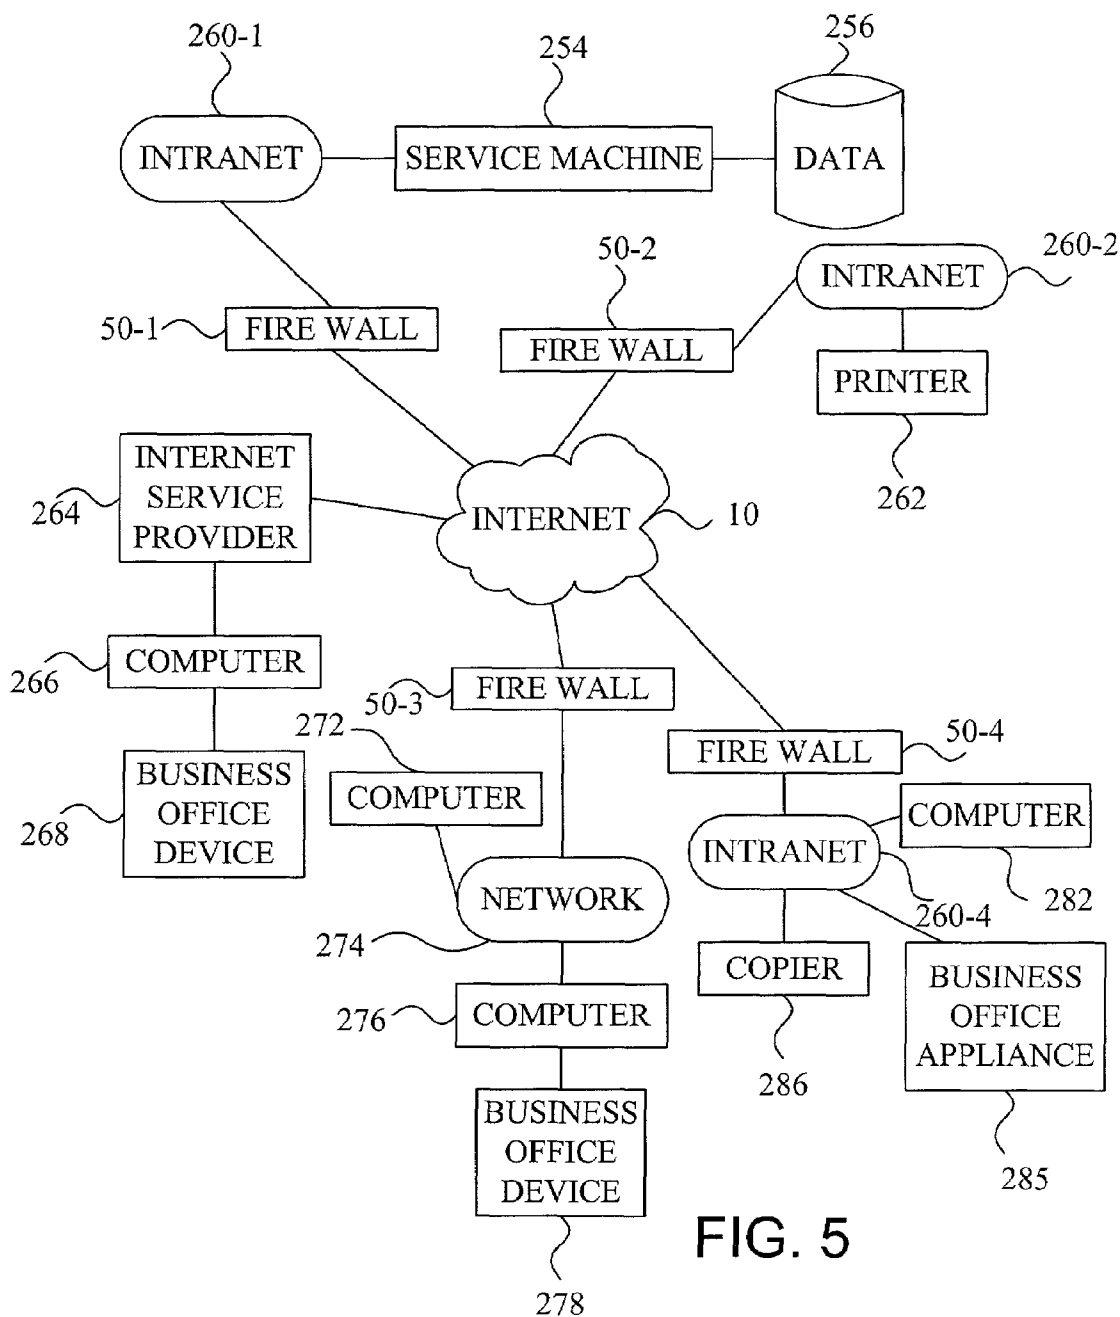 260-1
254
256
INTRANET
SERVICE MACHINE
DATA
50-2
260-2
INTRANET
50-1
FIRE WALL
FIRE WALL
PRINTER
INTERNET
SERVICE
PROVIDER
264
262
INTERNET
10
COMPUTER
266
FIRE WALL
50-3
272
50-4
FIRE WALL
BUSINESS
OFFICE
DEVICE
268
COMPUTER
COMPUTER
INTRANET
282
260-4
NETWORK
274
COPIER
BUSINESS
OFFICE
APPLIANCE
276
COMPUTER
286
BUSINESS
OFFICE
DEVICE
285
FIG. 5
278